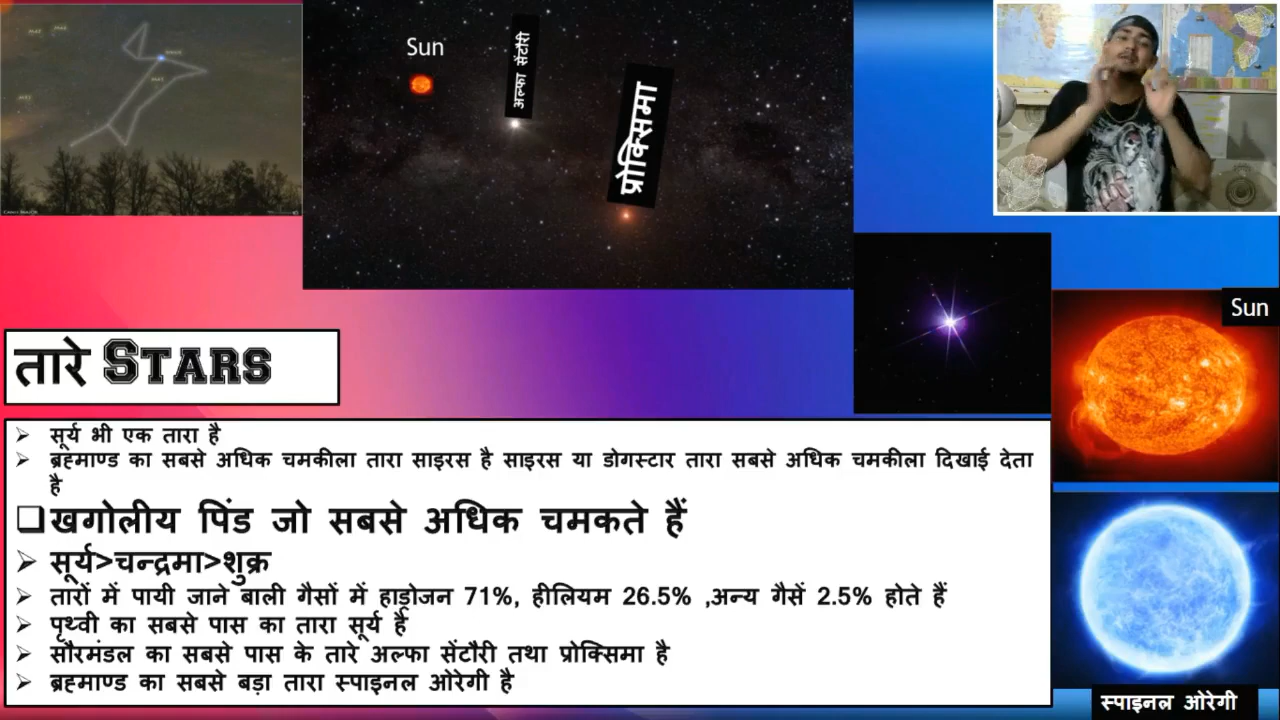 Sun
अल्फा सेंटौरी
प्रोक्सिमा
Sun
तारे STARS
सूर्य भी एक तारा है
ब्रह्माण्ड का सबसे अधिक चमकीला तारा साइरस है साइरस या डोगस्टार तारा सबसे अधिक चमकीला दिखाई देता
है
खगोलीय पिंड जो सबसे अधिक चमकते हैं
सूर्य>चन्द्रमा>शुक्र
तारों में पायी जाने बाली गैसों में हाड्रोजन 71%, हीलियम 26.5% ,अन्य गैसें 2.5% होते हैं
पृथ्वी का सबसे पास का तारा सूर्य है
सौरमंडल का सबसे पास के तारे अल्फा सेंटौरी तथा प्रोक्सिमा है
ब्रह्माण्ड का सबसे बड़ा तारा स्पाइनल ओरेगी है
स्पाइनल ओरेगी